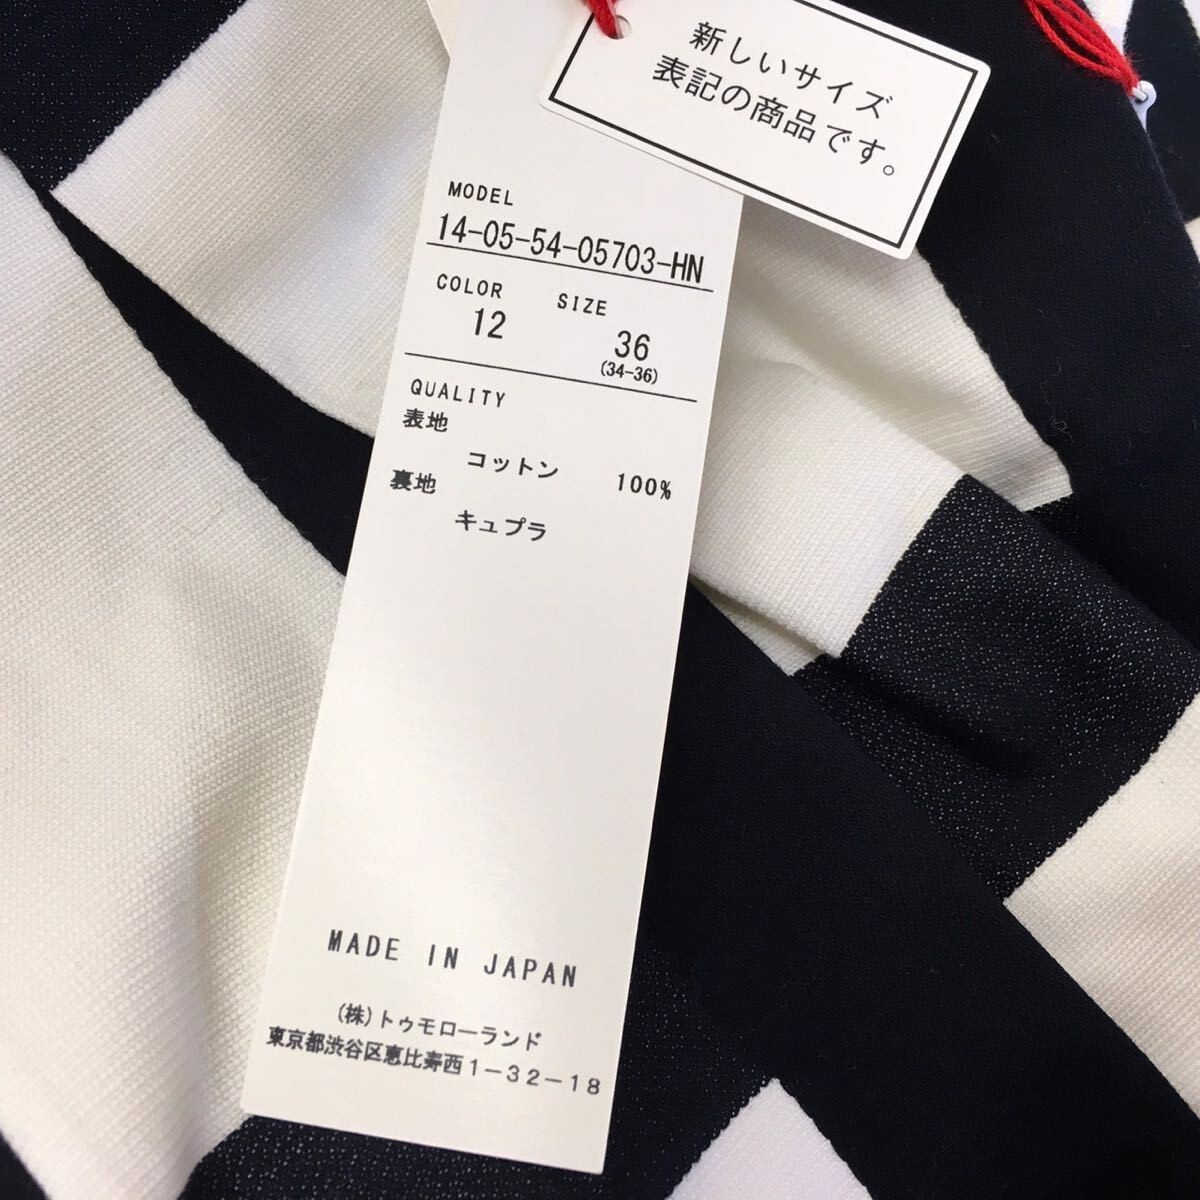 新しいサイズ
表記の商品です。
MODEL
14-05-54-05703-HN
COLOR SIZE
12 36
(34-36)
QUALITY
表地
コットン 100%
裏地
キュプラ
MADE IN JAPAN
(株)トゥモローランド
東京都渋谷区恵比寿西1-32-18